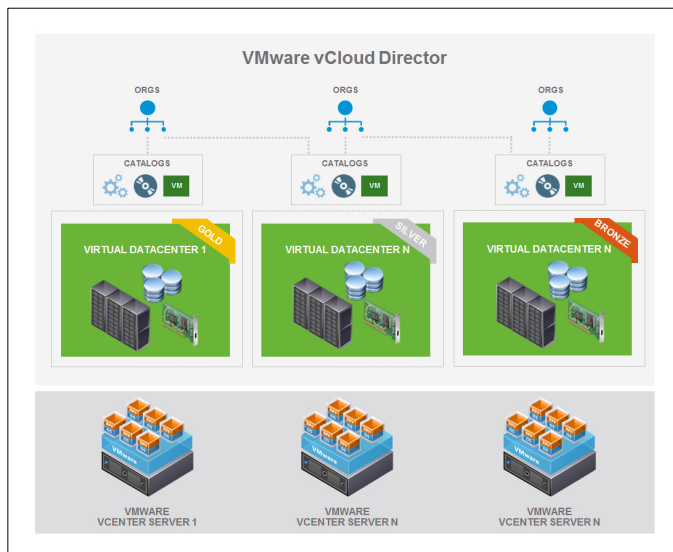 VMware vCloud Director
ORGS
ORGS
ORGS
CATALOGS
CATALOGS
CATALOGS
VM
VM
VM
GOLD
SILVER
BRONZE
VIRTUAL DATACENTER 1
VIRTUAL DATACENTER N
VIRTUAL DATACENTER N
VMware
VMware
VMware
VMWARE
VCENTER SERVER 1
VMWARE
VCENTER SERVER N
VMWARE
VCENTER SERVER N